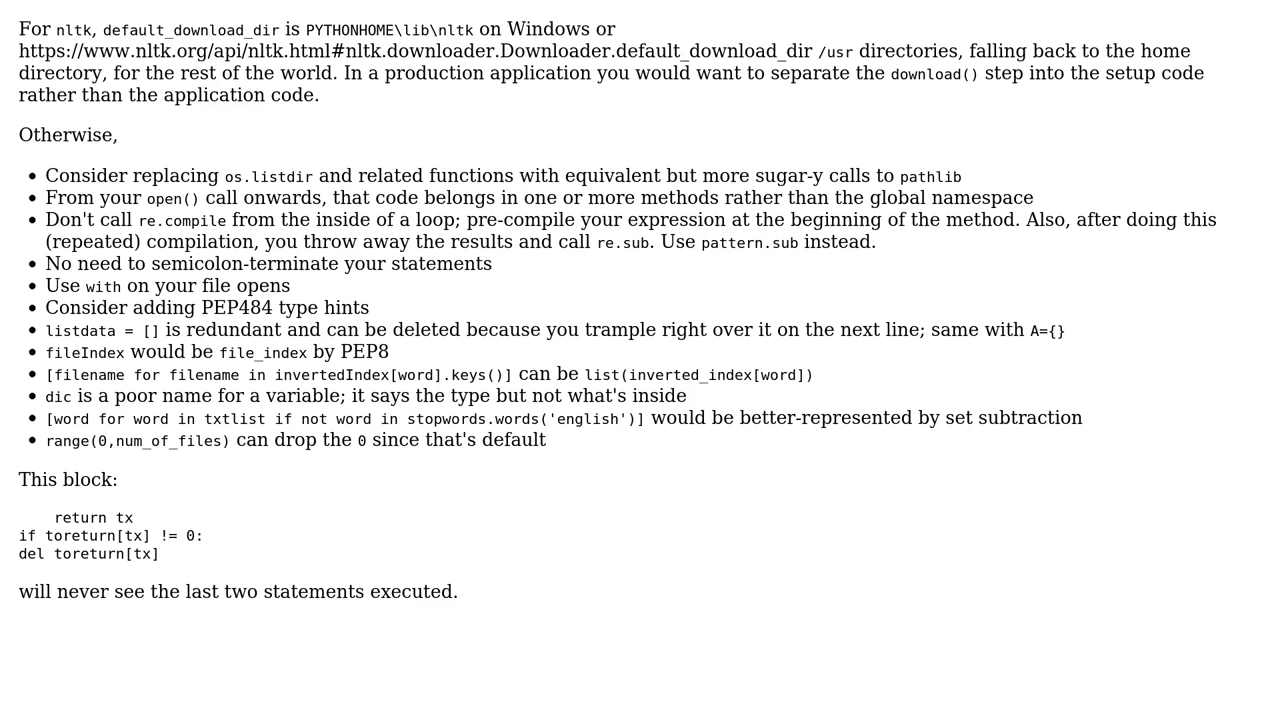 For nltk, default_download_dir is PYTHONHOME\lib\nltk on Windows or
https://www.nltk.org/api/nltk.html#nltk.downloader.Downloader.default_download_dir /usr directories, falling back to the home
directory, for the rest of the world. In a production application you would want to separate the download() step into the setup code
rather than the application code.
Otherwise,
• Consider replacing os.listdir and related functions with equivalent but more sugar-y calls to pathlib
• From your open() call onwards, that code belongs in one or more methods rather than the global namespace
• Don't call re.compile from the inside of a loop; pre-compile your expression at the beginning of the method. Also, after doing this
(repeated) compilation, you throw away the results and call re.sub. Use pattern.sub instead.
• No need to semicolon-terminate your statements
• Use with on your file opens
• Consider adding PEP484 type hints
• listdata = [] is redundant and can be deleted because you trample right over it on the next line; same with A={}
• fileIndex would be file_index by PEP8
• [filename for filename in invertedIndex[word].keys()] can be list(inverted_index[word])
• dic is a poor name for a variable; it says the type but not what's inside
• [word for word in txtlist if not word in stopwords.words('english')] would be better-represented by set subtraction
• range(0,num_of_files) can drop the 0 since that's default
This block:
    return tx
if toreturn[tx] != 0:
del toreturn[tx]
will never see the last two statements executed.